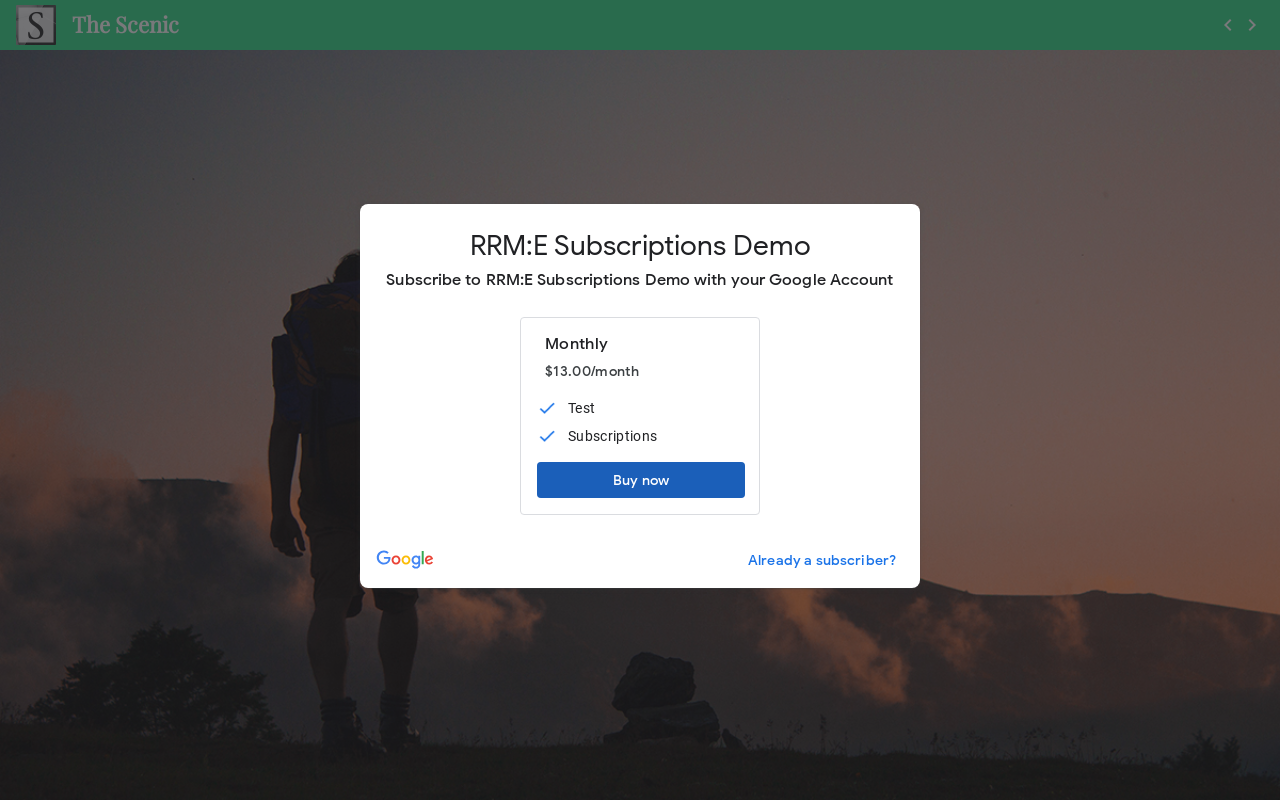 S The Scenic
RRM:E Subscriptions Demo
Subscribe to RRM:E Subscriptions Demo with your Google Account
Monthly
$13.00/month
Test
Subscriptions
Buy now
Google
Already a subscriber?